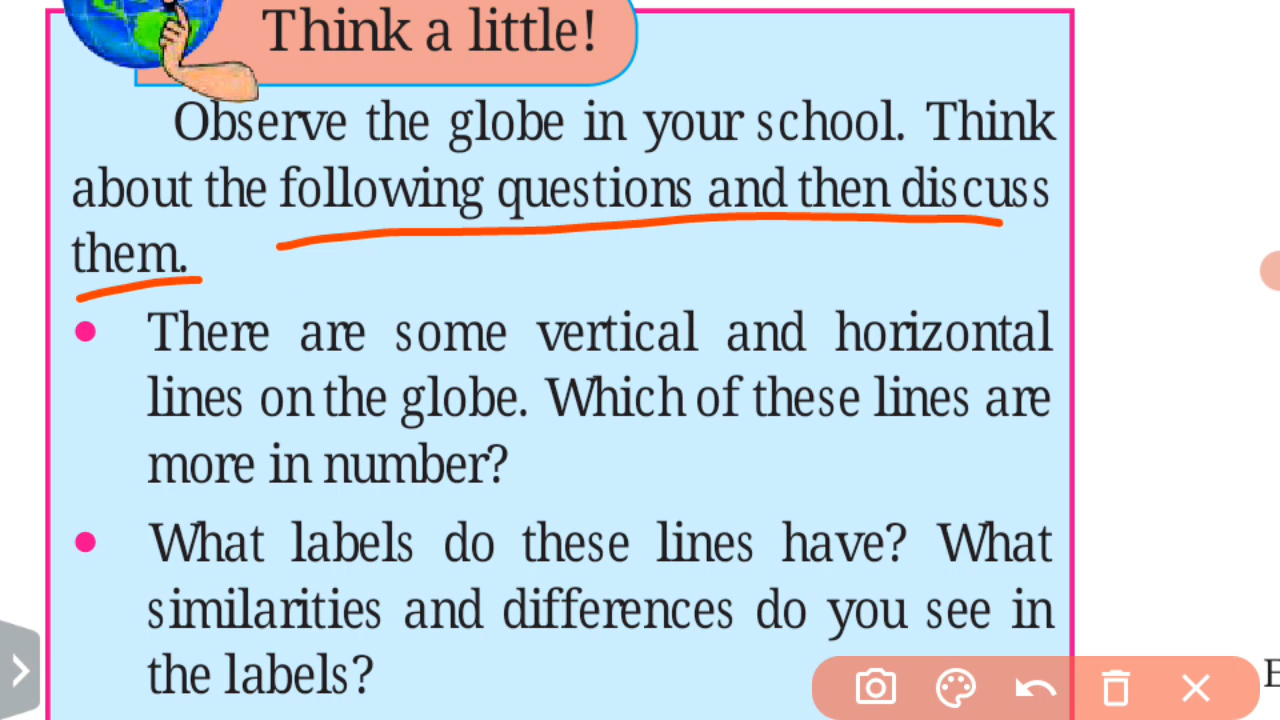 Think a little!
Observe the globe in your school. Think
about the following questions and then discuss
them.
• There are some vertical and horizontal
lines on the globe. Which of these lines are
more in number?
• What labels do these lines have? What
similarities and differences do you see in
the labels?